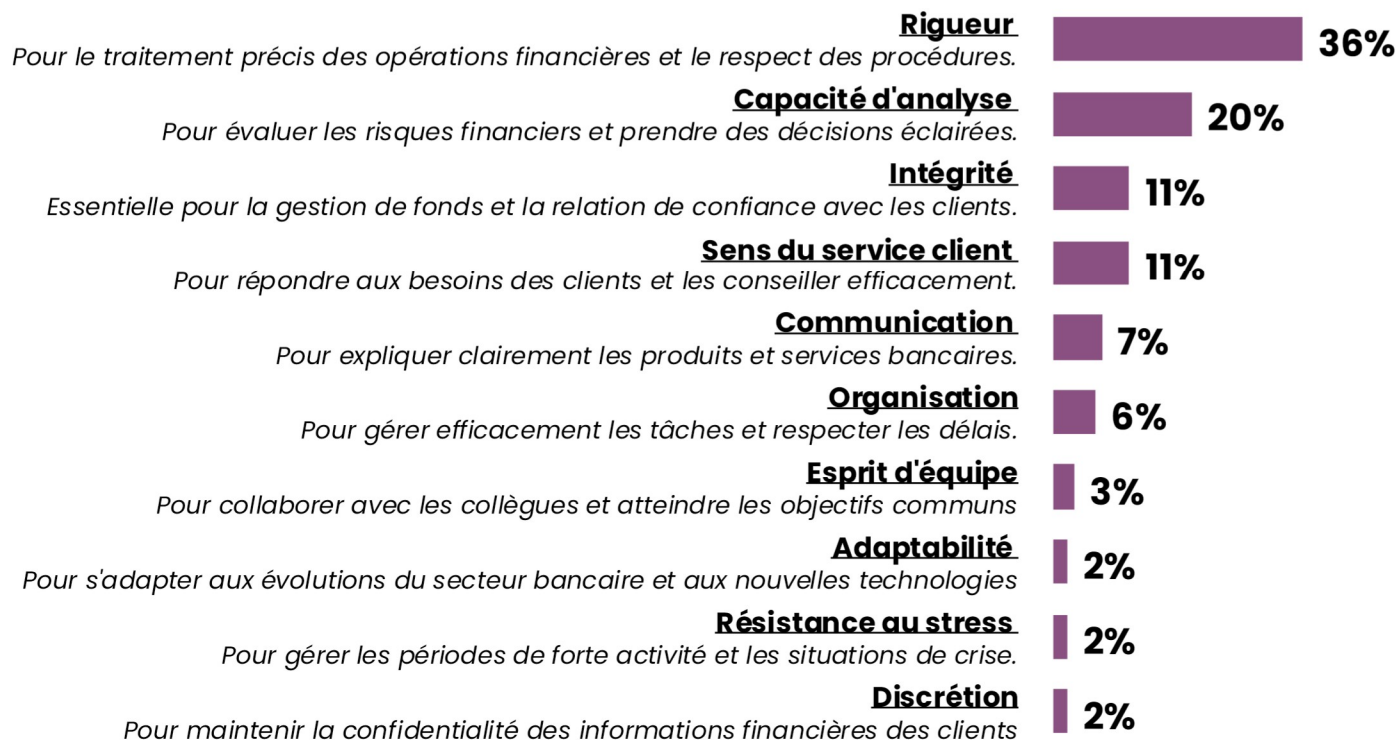 Rigueur
Pour le traitement précis des opérations financières et le respect des procédures.
36%
Capacité d'analyse
Pour évaluer les risques financiers et prendre des décisions éclairées.
20%
Intégrité
Essentielle pour la gestion de fonds et la relation de confiance avec les clients.
11%
Sens du service client
Pour répondre aux besoins des clients et les conseiller efficacement.
11%
Communication
Pour expliquer clairement les produits et services bancaires.
7%
Organisation
Pour gérer efficacement les tâches et respecter les délais.
6%
Esprit d'équipe
Pour collaborer avec les collègues et atteindre les objectifs communs
3%
Adaptabilité
Pour s'adapter aux évolutions du secteur bancaire et aux nouvelles technologies
2%
Résistance au stress
Pour gérer les périodes de forte activité et les situations de crise.
2%
Discrétion
Pour maintenir la confidentialité des informations financières des clients
2%